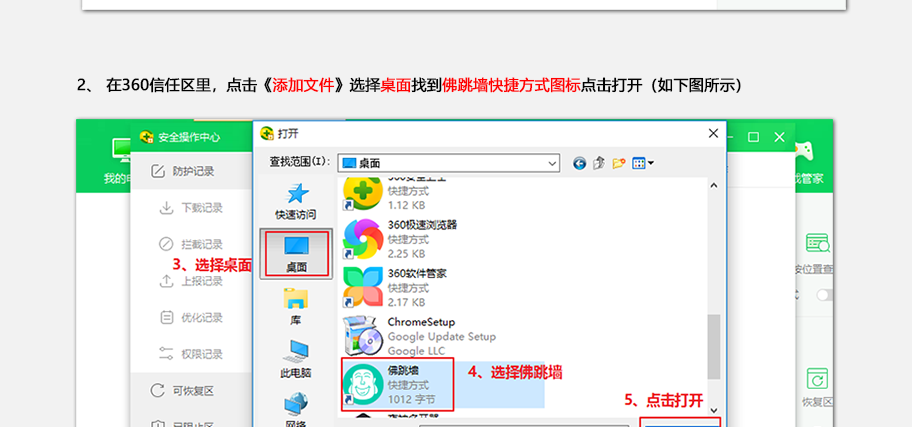 2、 在360信任区里，点击《添加文件》选择桌面找到佛跳墙快捷方式图标点击打开（如下图所示）
安全操作中心
打开
查找范围(I):
桌面
防护记录
下载记录
拦截记录
3、选择桌面
上报记录
优化记录
权限记录
可恢复区
快速访问
桌面
库
此电脑
网络
快捷方式
1.12 KB
360极速浏览器
快捷方式
2.25 KB
360软件管家
快捷方式
2.17 KB
ChromeSetup
Google Update Setup
Google LLC
佛跳墙
快捷方式
1012 字节
4、选择佛跳墙
5、点击打开
我的
管家
位置查
恢复区